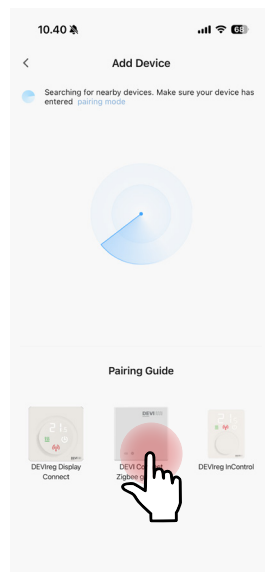 10.40
68
Add Device
Searching for nearby devices. Make sure your device has
entered pairing mode
Pairing Guide
DEVI
21
DEVIreg Display
Connect
DEVI
Zigbee
DEVIreg InControl